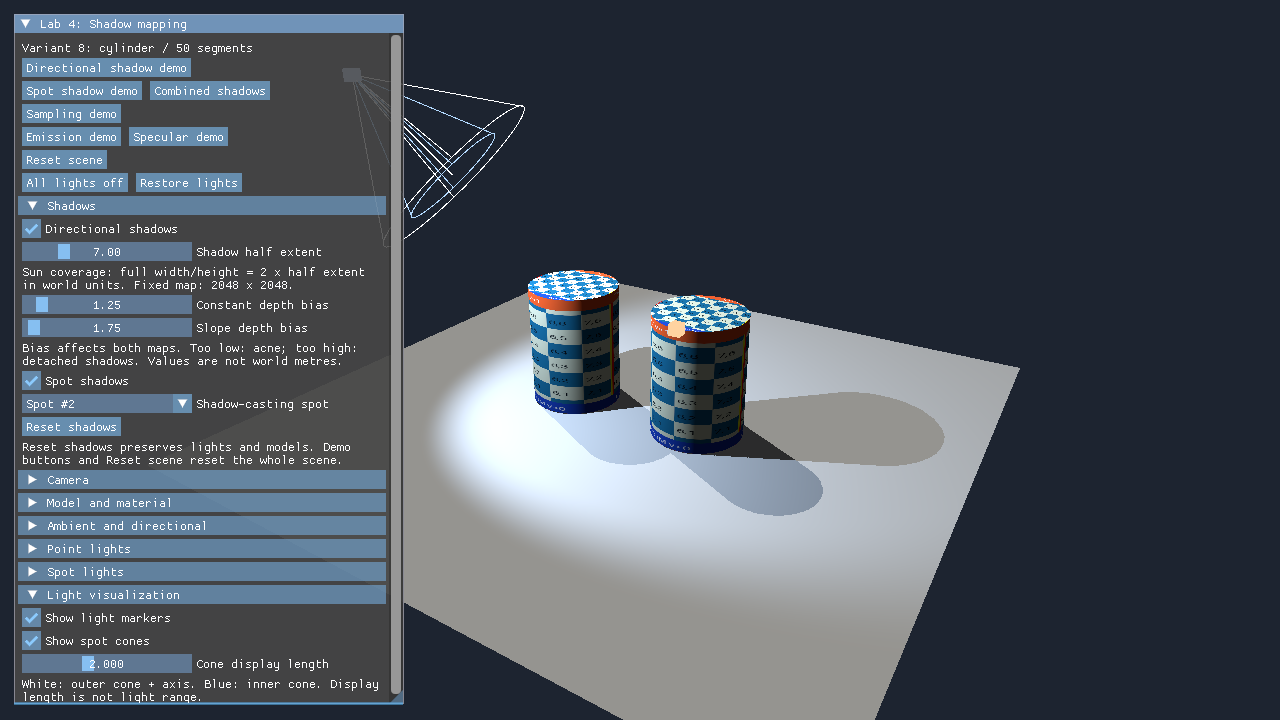 Lab 4: Shadow mapping
Variant 8: cylinder / 50 segments
Directional shadow demo
Spot shadow demo Combined shadows
Sampling demo
Emission demo Specular demo
Reset scene
All lights off Restore lights
Shadows
Directional shadows
7.00 Shadow half extent
Sun coverage: full width/height = 2 x half extent
in world units. Fixed map: 2048 x 2048.
1.25 Constant depth bias
1.75 Slope depth bias
Bias affects both maps. Too low: acne; too high:
detached shadows. Values are not world metres.
Spot shadows
Spot #2 Shadow-casting spot
Reset shadows
Reset shadows preserves lights and models. Demo
buttons and Reset scene reset the whole scene.
Camera
Model and material
Ambient and directional
Point lights
Spot lights
Light visualization
Show light markers
Show spot cones
2.000 Cone display length
White: outer cone + axis. Blue: inner cone. Display
length is not light range.